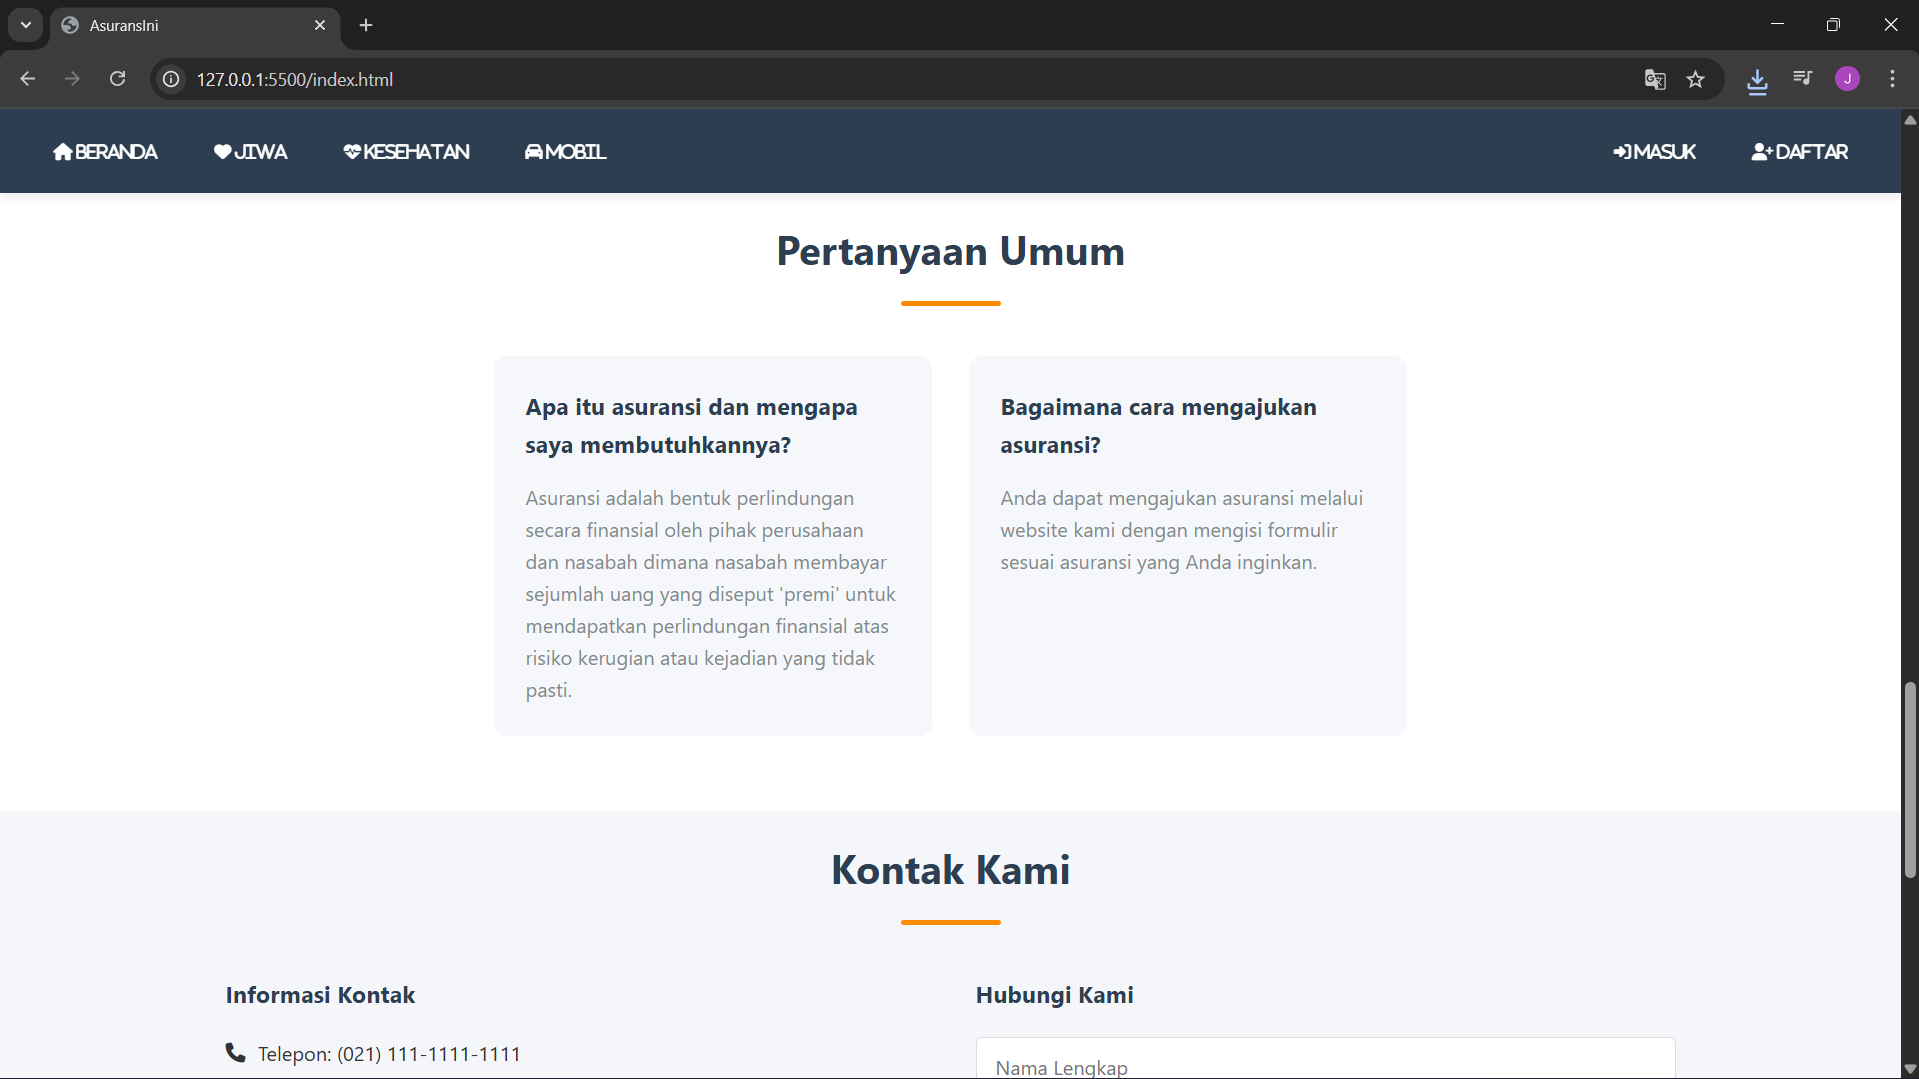 AsuransIni
127.0.0.1:5500/index.html
J
BERANDA
JIWA
KESEHATAN
MOBIL
MASUK
DAFTAR
Pertanyaan Umum
Apa itu asuransi dan mengapa
saya membutuhkannya?
Asuransi adalah bentuk perlindungan
secara finansial oleh pihak perusahaan
dan nasabah dimana nasabah membayar
sejumlah uang yang diseput 'premi' untuk
mendapatkan perlindungan finansial atas
risiko kerugian atau kejadian yang tidak
pasti.
Bagaimana cara mengajukan
asuransi?
Anda dapat mengajukan asuransi melalui
website kami dengan mengisi formulir
sesuai asuransi yang Anda inginkan.
Kontak Kami
Informasi Kontak
Telepon: (021) 111-1111-1111
Hubungi Kami
Nama Lengkap